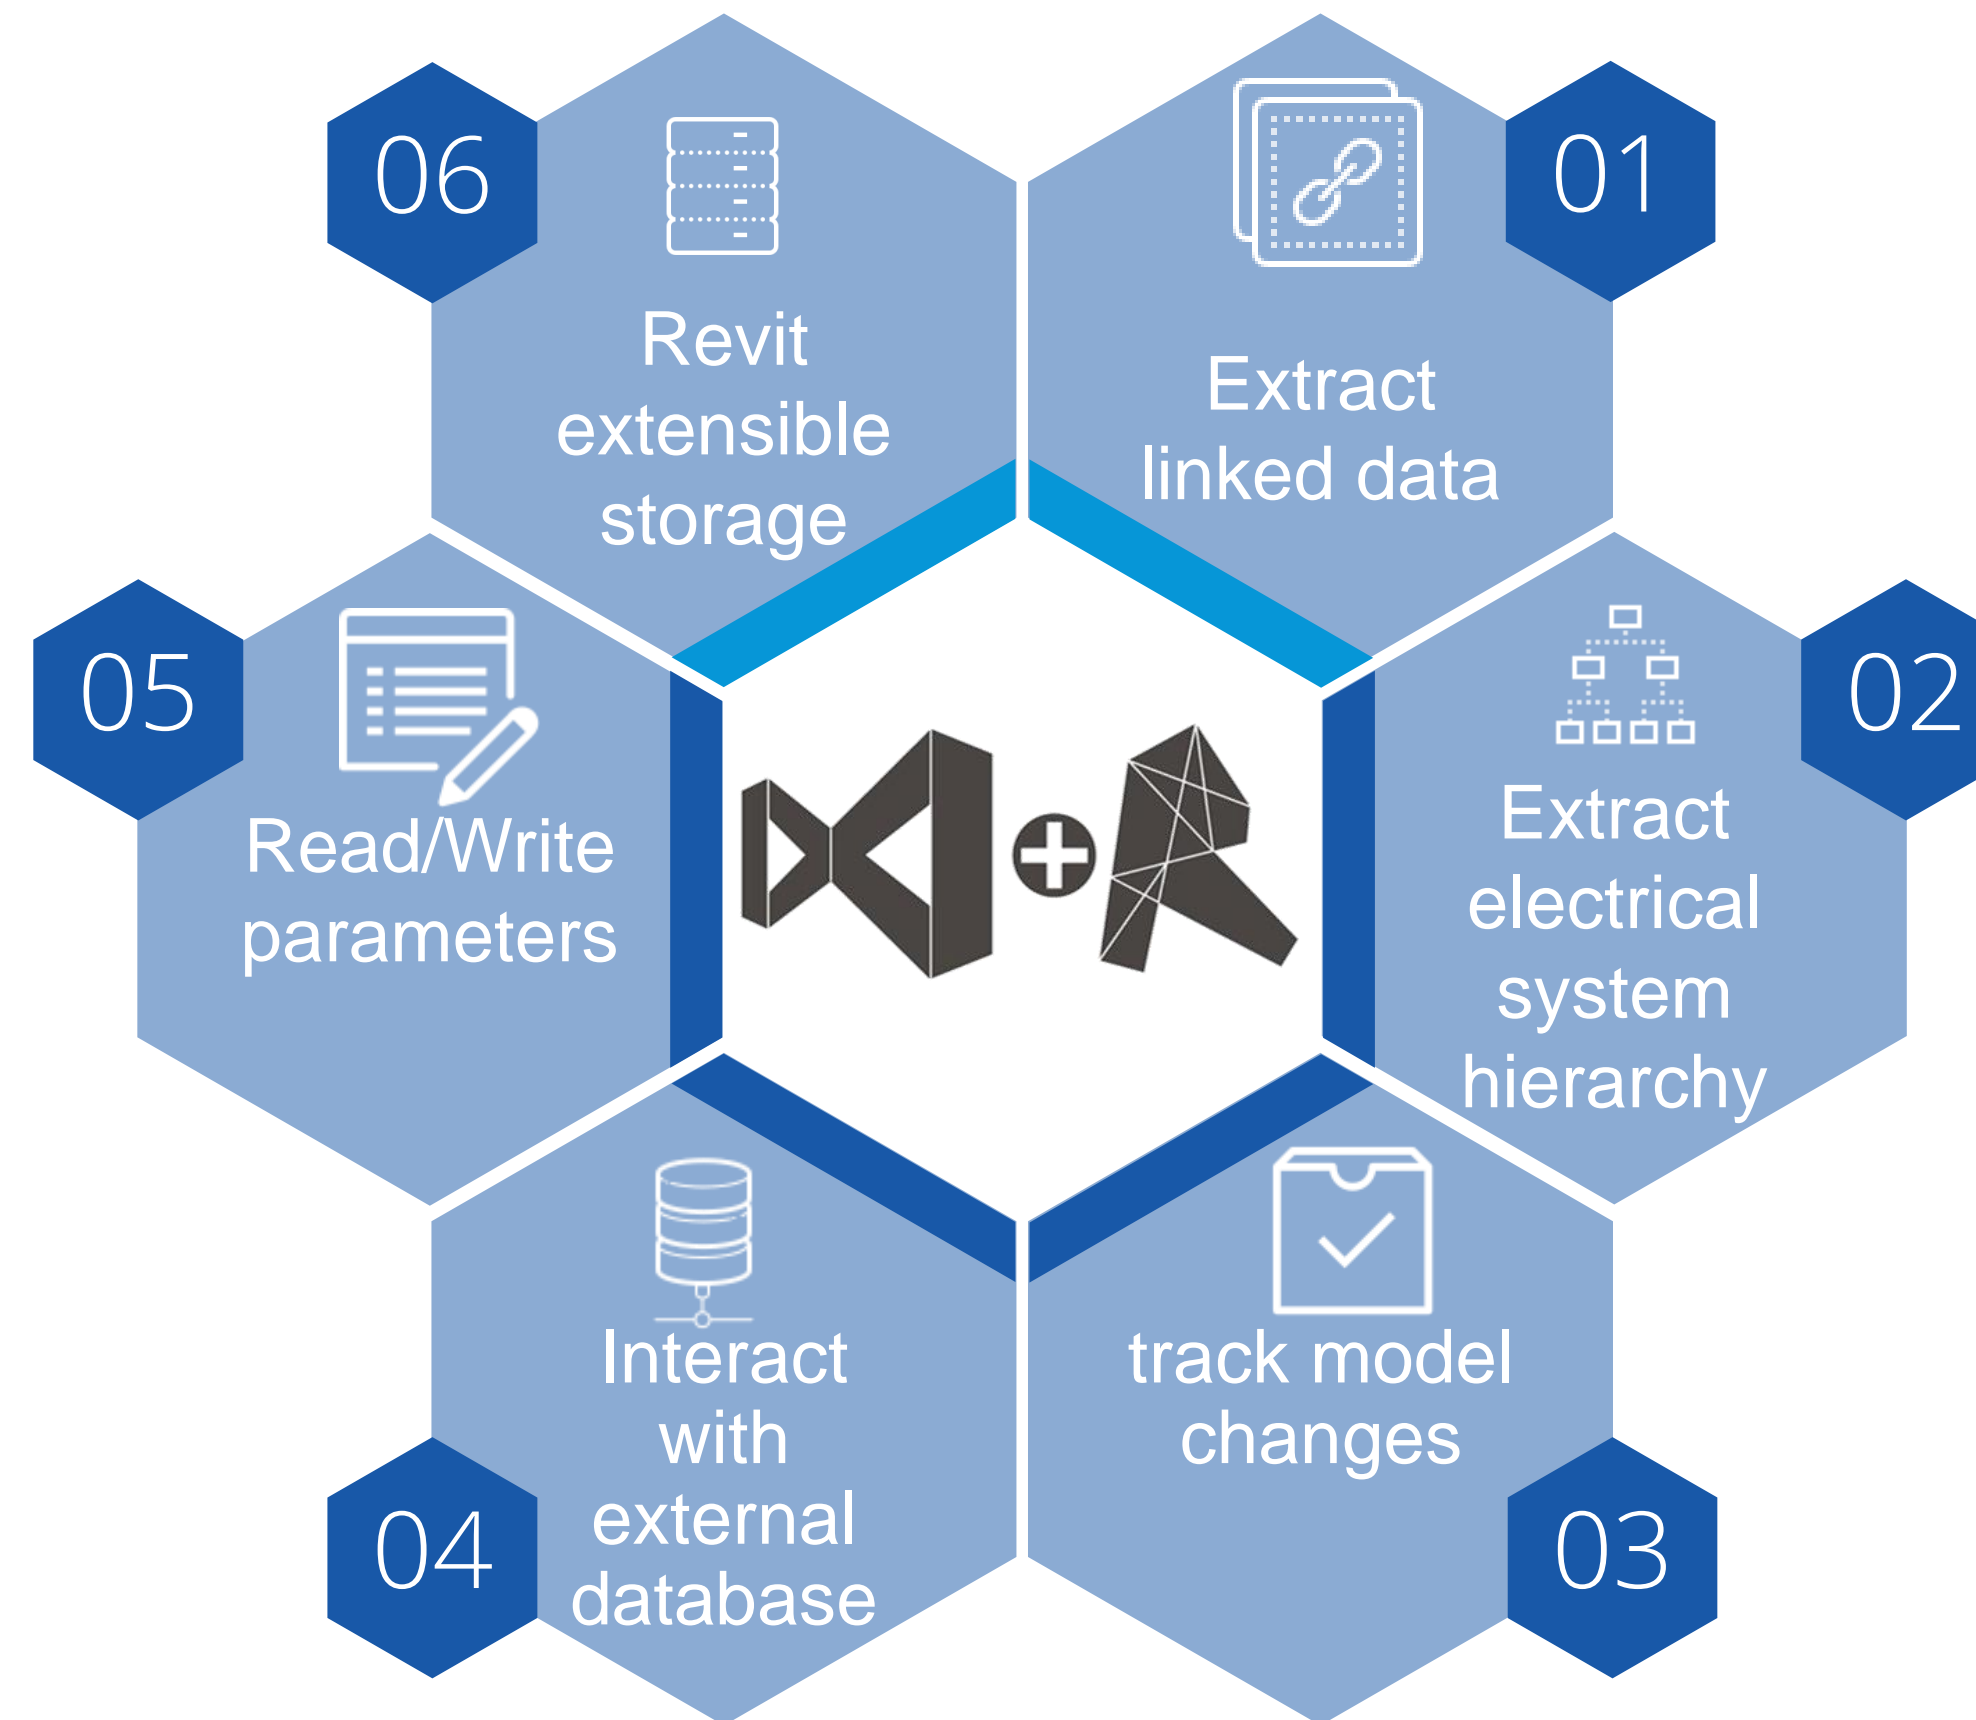 01
Extract
linked data
02
Extract
electrical
system
hierarchy
03
track model
changes
04
Interact
with
external
database
05
Read/Write
parameters
06
Revit
extensible
storage